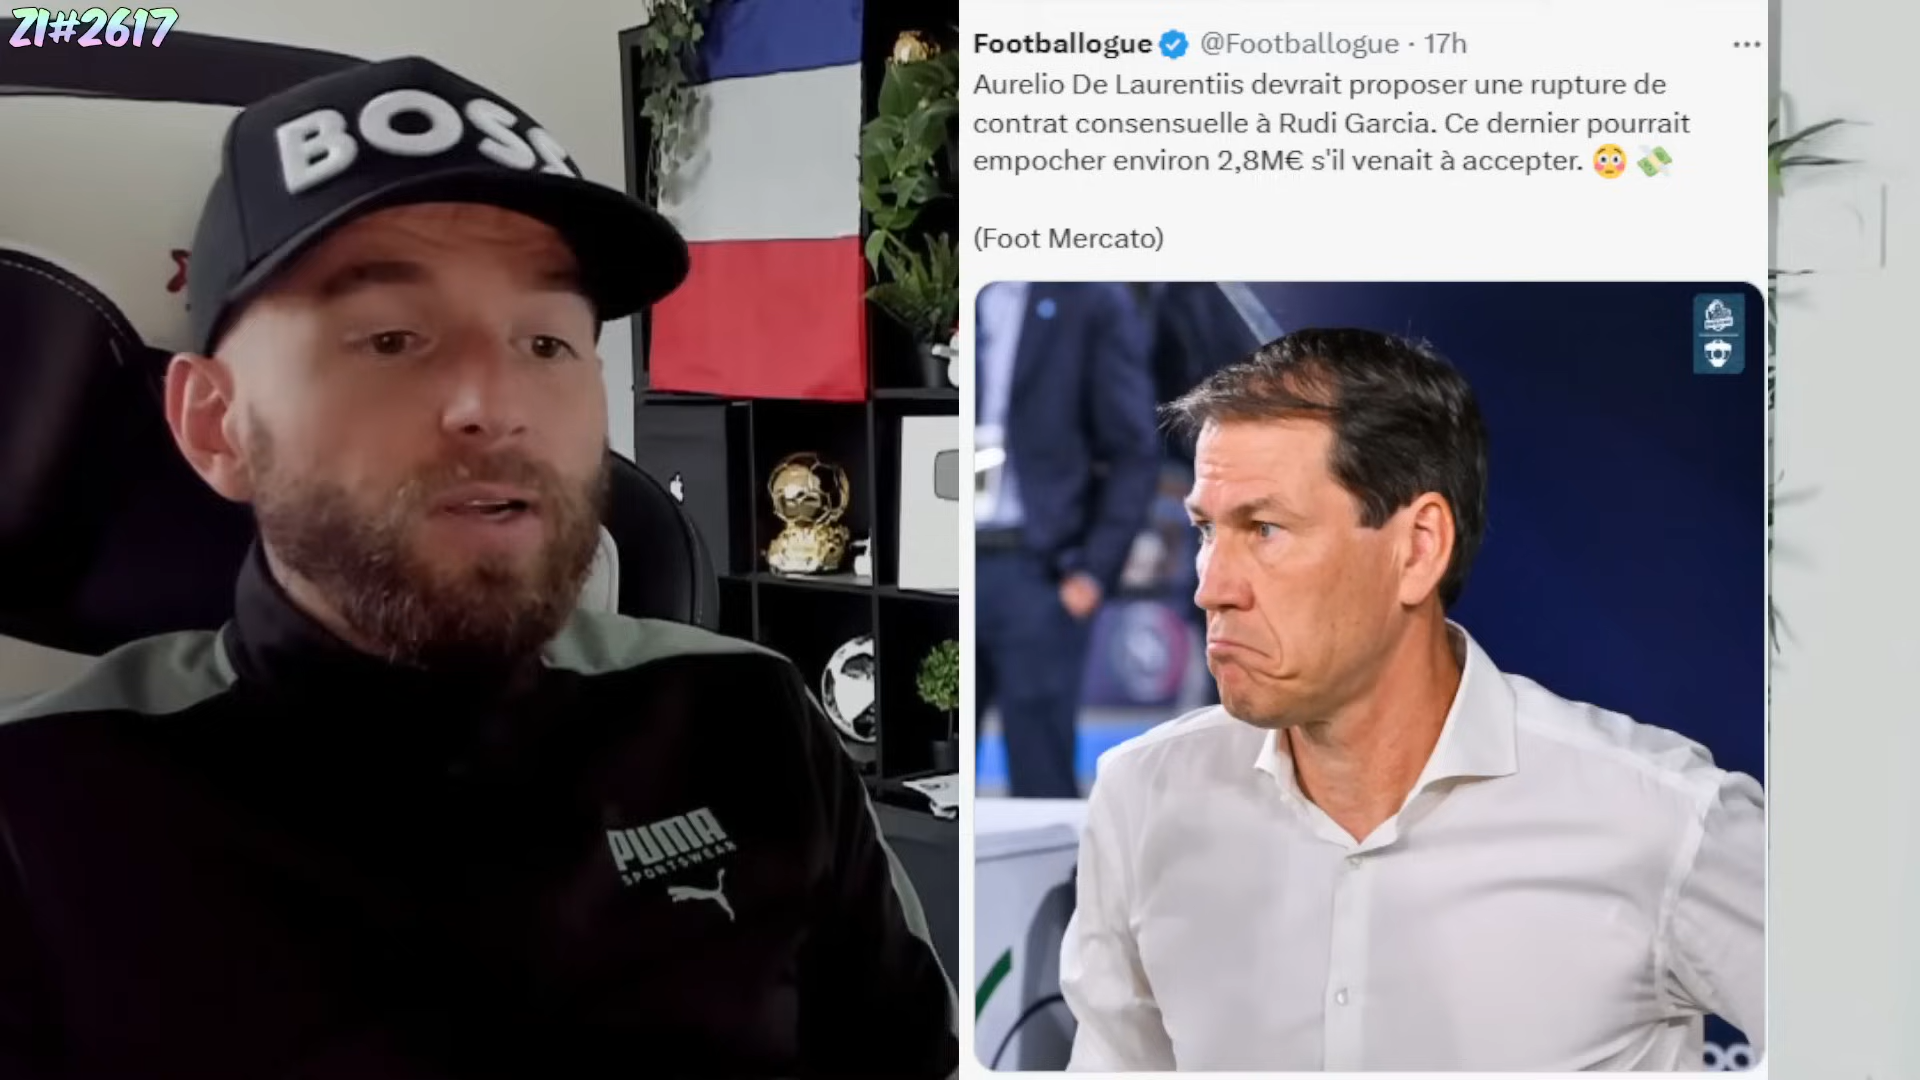 ZI#2617
BOSS
PUMA
SPORTSWEAR
Footballogue @Footballogue · 17h
Aurelio De Laurentiis devrait proposer une rupture de
contrat consensuelle à Rudi Garcia. Ce dernier pourrait
empocher environ 2,8M€ s'il venait à accepter. 😳 💸
(Foot Mercato)